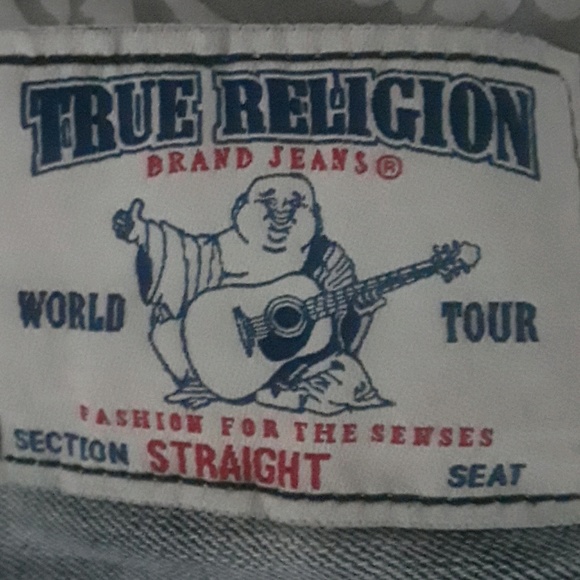 TRUE RELIGION
BRAND JEANS®
WORLD TOUR
FASHION FOR THE SENSES
SECTION STRAIGHT SEAT